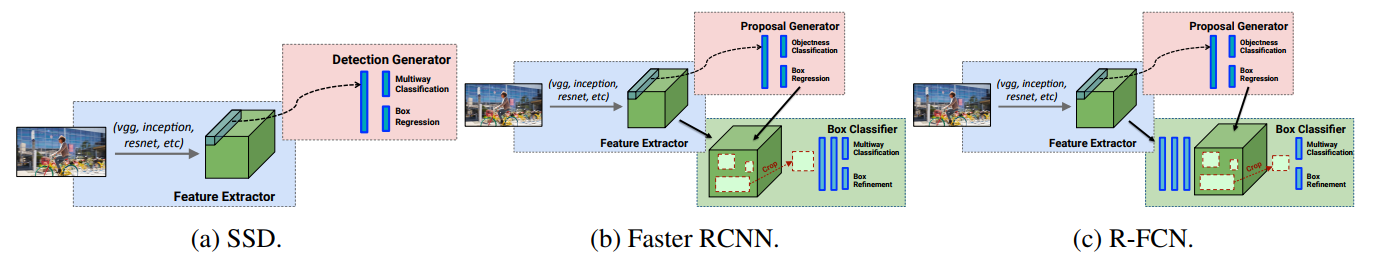 Detection Generator
Multiway
Classification
Box
Regression
(vgg, inception,
resnet, etc)
Feature Extractor
(a) SSD.
Proposal Generator
Objectness
Classification
Box
Regression
(vgg, inception,
resnet, etc)
Feature Extractor
Box Classifier
Multiway
Classification
Crop
Box
Refinement
(b) Faster RCNN.
Proposal Generator
Objectness
Classification
Box
Regression
(vgg, inception,
resnet, etc)
Feature Extractor
Box Classifier
Multiway
Classification
Crop
Box
Refinement
(c) R-FCN.